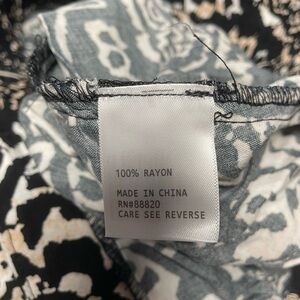 100% RAYON
MADE IN CHINA
RN#88820
CARE SEE REVERSE